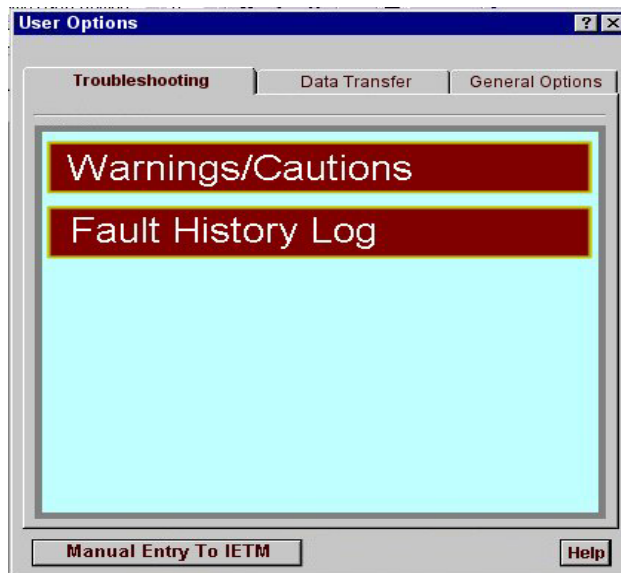 User Options
? ×
Troubleshooting Data Transfer General Options
Warnings/Cautions
Fault History Log
Manual Entry To IETM Help